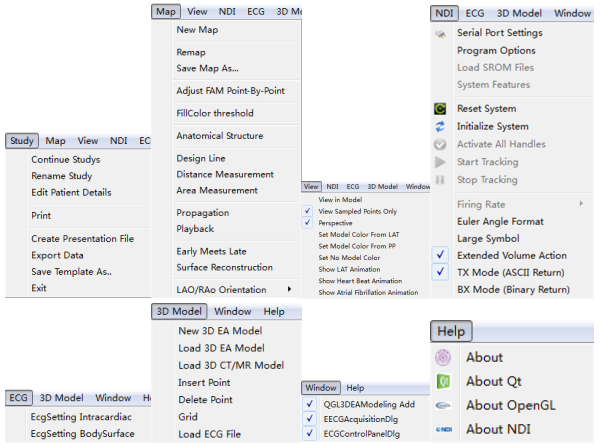 Study Map View NDI EC
Continue Studys
Rename Study
Edit Patient Details
Print
Create Presentation File
Export Data
Save Template As..
Exit
Map View NDI ECG 3D M
New Map
Remap
Save Map As...
Adjust FAM Point-By-Point
FillColor threshold
Anatomical Structure
Design Line
Distance Measurement
Area Measurement
Propagation
Playback
Early Meets Late
Surface Reconstruction
LAO/RAo Orientation
View NDI ECG 3D Model Window
View in Model
View Sampled Points Only
Perspective
Set Model Color From LAT
Set Model Color From PP
Set No Model Color
Show LAT Animation
Show Heart Beat Animation
Show Atrial Fibrillation Animation
NDI ECG 3D Model Window
Serial Port Settings
Program Options
Load SROM Files
System Features
Reset System
Initialize System
Activate All Handles
Start Tracking
Stop Tracking
Firing Rate
Euler Angle Format
Large Symbol
Extended Volume Action
TX Mode (ASCII Return)
BX Mode (Binary Return)
ECG 3D Model Window H
EcgSetting Intracardiac
EcgSetting BodySurface
3D Model Window Help
New 3D EA Model
Load 3D EA Model
Load 3D CT/MR Model
Insert Point
Delete Point
Grid
Load ECG File
Window Help
QGL3DEAModeling Add
EECGAcquisitionDlg
ECGControlPanelDlg
Help
About
About Qt
About OpenGL
About NDI